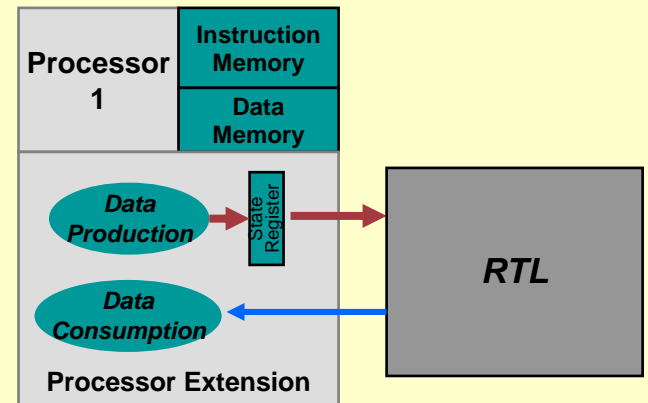 Processor
1
Instruction
Memory
Data
Memory
Data
Production
State
Register
RTL
Data
Consumption
Processor Extension